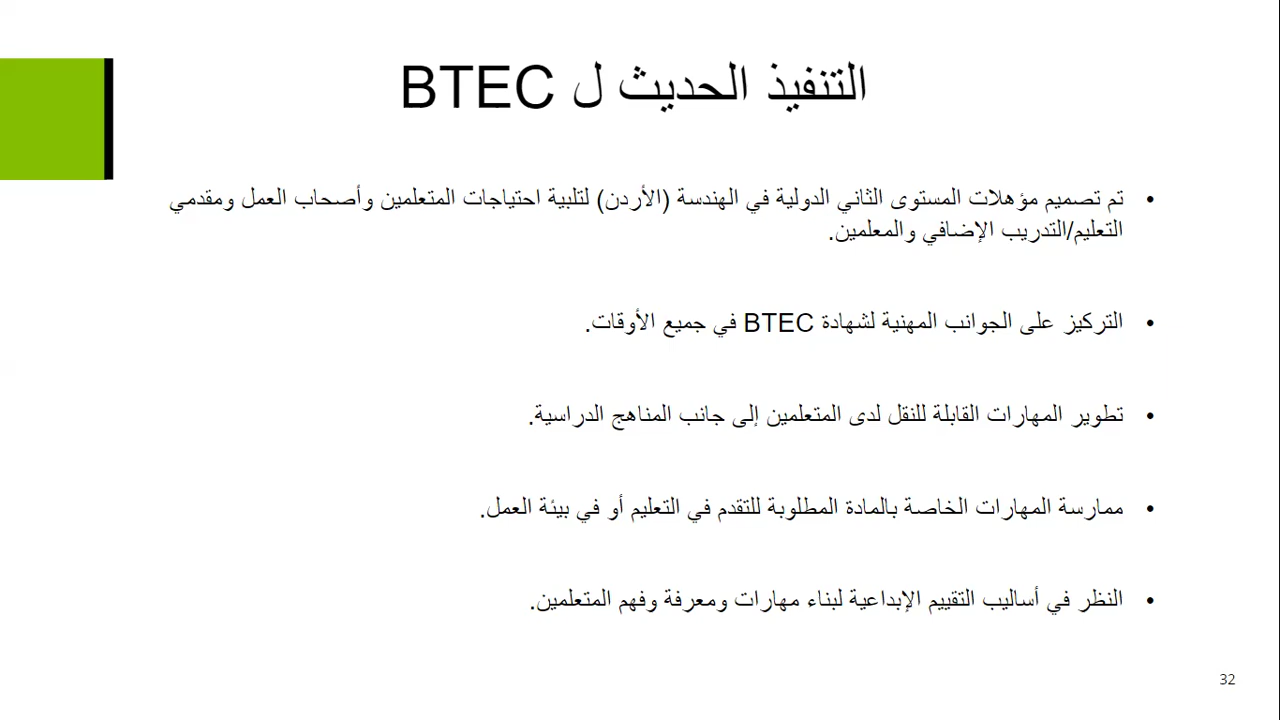 التنفيذ الحديث ل BTEC
• تم تصميم مؤهلات المستوى الثاني الدولية في الهندسة (الأردن) لتلبية احتياجات المتعلمين وأصحاب العمل ومقدمي
التعليم/التدريب الإضافي والمعلمين.
• التركيز على الجوانب المهنية لشهادة BTEC في جميع الأوقات.
• تطوير المهارات القابلة للنقل لدى المتعلمين إلى جانب المناهج الدراسية.
• ممارسة المهارات الخاصة بالمادة المطلوبة للتقدم في التعليم أو في بيئة العمل.
• النظر في أساليب التقييم الإبداعية لبناء مهارات ومعرفة وفهم المتعلمين.
32